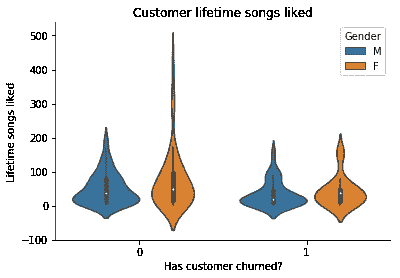 Customer lifetime songs liked
Gender
M
F
Lifetime songs liked
500
400
300
200
100
0
−100
0
1
Has customer churned?